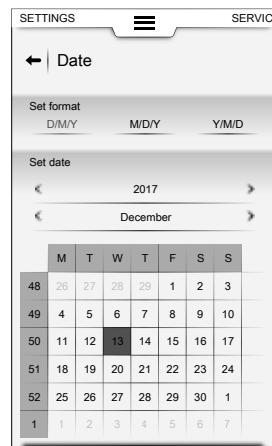 SETTINGS SERVIC
Date
Set format
D/M/Y M/D/Y Y/M/D
Set date
2017
December
M T W T F S S
48 26 27 28 29 1 2 3
49 4 5 6 7 8 9 10
50 11 12 13 14 15 16 17
51 18 19 20 21 22 23 24
52 25 26 27 28 29 30 1
1 1 2 3 4 5 6 7